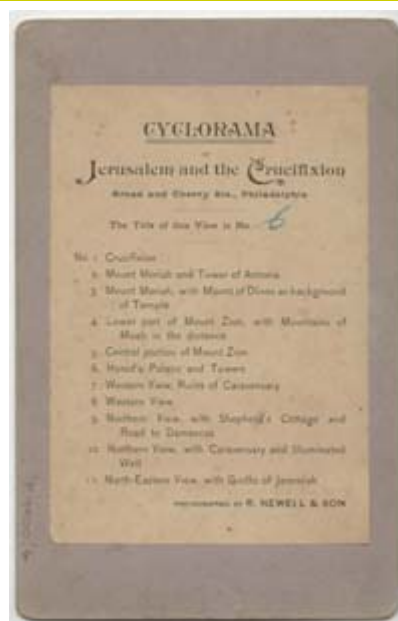 CYCLORAMA
OF
Jerusalem and the Crucifixion
Broad and Cherry Sts., Philadelphia
The Title of this View is No. 6
No. 1. Crucifixion
2. Mount Moriah and Tower of Antonia
3. Mount Moriah, with Mount of Olives as background
of Temple
4. Lower part of Mount Zion, with Mountains of
Moab in the distance
5. Central portion of Mount Zion
6. Herod's Palace and Towers
7. Western View, Ruins of Caravansary
8. Western View
9. Northern View, with Shepherd's Cottage and
Road to Damascus
10. Northern View, with Caravansary and Illuminated
Wall
11. North-Eastern View, with Grotto of Jeremiah
PHOTOGRAPHED BY R. NEWELL & SON